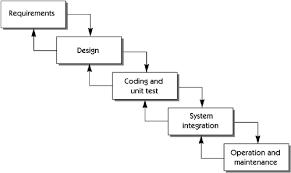 Requirements
Design
Coding and
unit test
System
integration
Operation and
maintenance